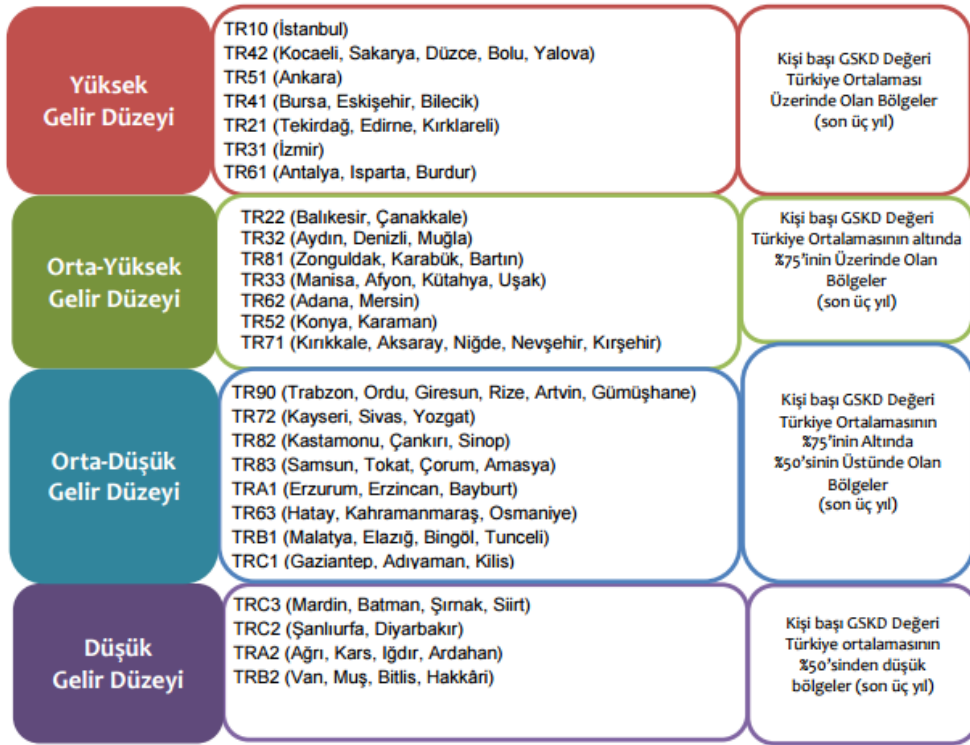 Yüksek
Gelir Düzeyi
TR10 (İstanbul)
TR42 (Kocaeli, Sakarya, Düzce, Bolu, Yalova)
TR51 (Ankara)
TR41 (Bursa, Eskişehir, Bilecik)
TR21 (Tekirdağ, Edirne, Kırklareli)
TR31 (İzmir)
TR61 (Antalya, Isparta, Burdur)
Kişi başı GSKD Değeri
Türkiye Ortalaması
Üzerinde Olan Bölgeler
(son üç yıl)
Orta-Yüksek
Gelir Düzeyi
TR22 (Balıkesir, Çanakkale)
TR32 (Aydın, Denizli, Muğla)
TR81 (Zonguldak, Karabük, Bartın)
TR33 (Manisa, Afyon, Kütahya, Uşak)
TR62 (Adana, Mersin)
TR52 (Konya, Karaman)
TR71 (Kırıkkale, Aksaray, Niğde, Nevşehir, Kırşehir)
Kişi başı GSKD Değeri
Türkiye Ortalamasının altında
%75'inin Üzerinde Olan
Bölgeler
(son üç yıl)
Orta-Düşük
Gelir Düzeyi
TR90 (Trabzon, Ordu, Giresun, Rize, Artvin, Gümüşhane)
TR72 (Kayseri, Sivas, Yozgat)
TR82 (Kastamonu, Çankırı, Sinop)
TR83 (Samsun, Tokat, Çorum, Amasya)
TRA1 (Erzurum, Erzincan, Bayburt)
TR63 (Hatay, Kahramanmaraş, Osmaniye)
TRB1 (Malatya, Elazığ, Bingöl, Tunceli)
TRC1 (Gaziantep, Adıyaman, Kilis)
Kişi başı GSKD Değeri
Türkiye Ortalamasının
%75'inin Altında
%50'sinin Üstünde Olan
Bölgeler
(son üç yıl)
Düşük
Gelir Düzeyi
TRC3 (Mardin, Batman, Şırnak, Siirt)
TRC2 (Şanlıurfa, Diyarbakır)
TRA2 (Ağrı, Kars, Iğdır, Ardahan)
TRB2 (Van, Muş, Bitlis, Hakkâri)
Kişi başı GSKD Değeri
Türkiye ortalamasının
%50'sinden düşük
bölgeler (son üç yıl)